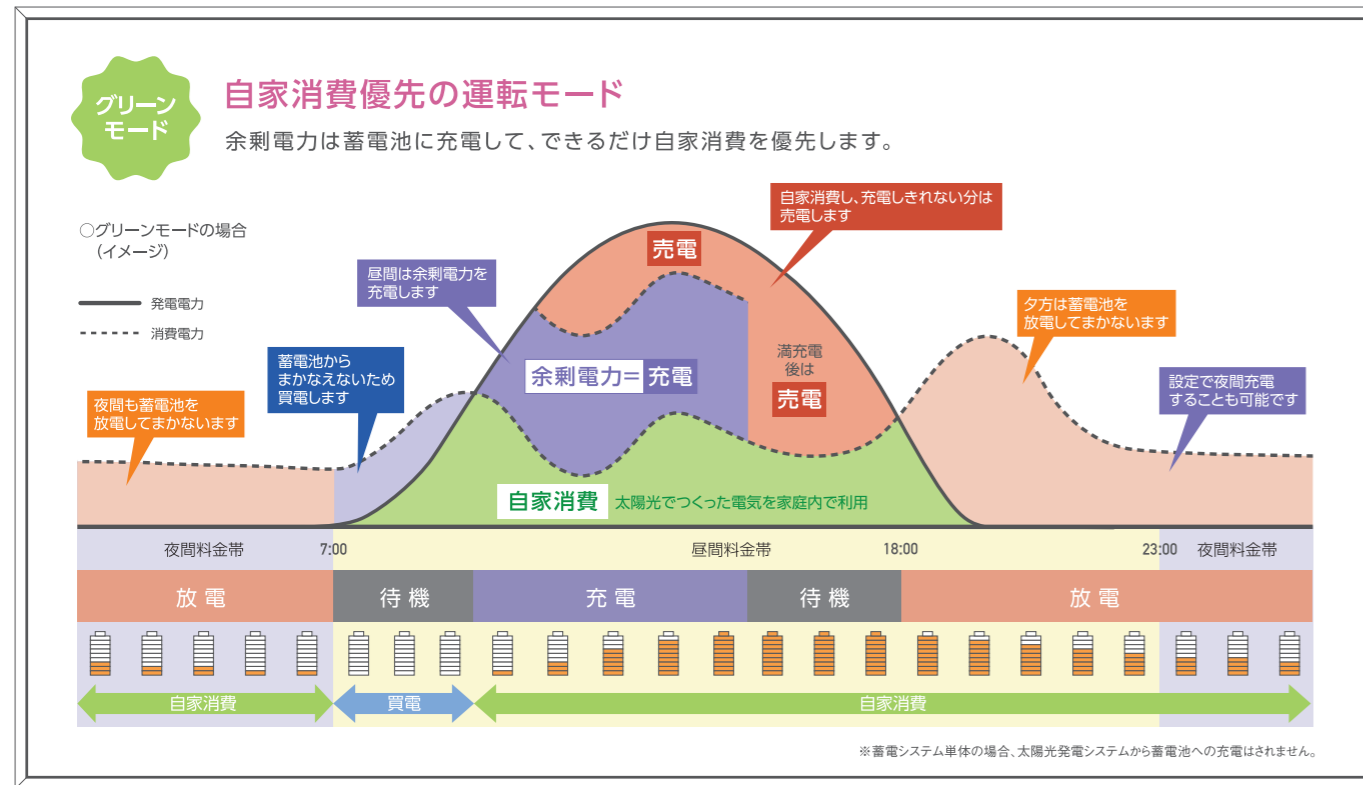 グリーン
モード
自家消費優先の運転モード
余剰電力は蓄電池に充電して、できるだけ自家消費を優先します。
○グリーンモードの場合
（イメージ）
発電電力
消費電力
夜間も蓄電池を
放電してまかないます
蓄電池から
まかなえないため
買電します
昼間は余剰電力を
充電します
売電
自家消費し、充電しきれない分は
売電します
余剰電力＝充電
満充電
後は
売電
夕方は蓄電池を
放電してまかないます
設定で夜間充電
することも可能です
自家消費 太陽光でつくった電気を家庭内で利用
夜間料金帯 7:00 昼間料金帯 18:00 23:00 夜間料金帯
放電 待機 充電 待機 放電
自家消費 買電 自家消費
※蓄電システム単体の場合、太陽光発電システムから蓄電池への充電はされません。